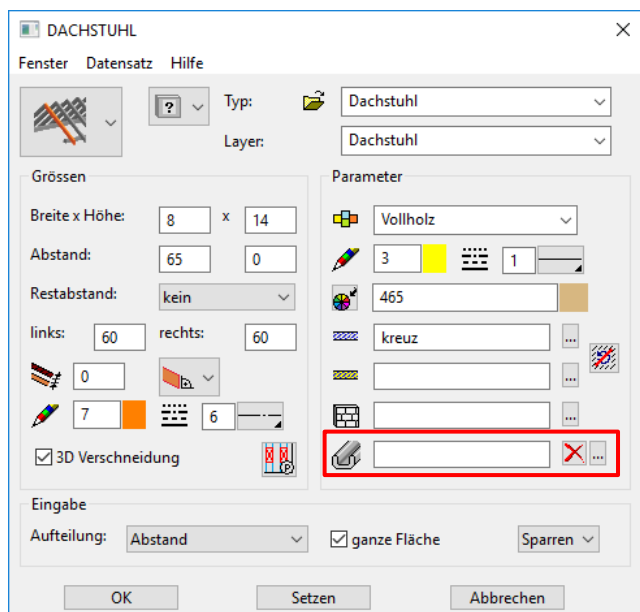 DACHSTUHL
Fenster Datensatz Hilfe
? Typ: Dachstuhl
Layer: Dachstuhl
Grössen
Breite x Höhe: 8 x 14
Abstand: 65 0
Restabstand: kein
links: 60 rechts: 60
0
7 6
3D Verschneidung P
Parameter
Vollholz
3 1
465
kreuz ...
...
...
...
Eingabe
Aufteilung: Abstand ganze Fläche Sparren
OK Setzen Abbrechen